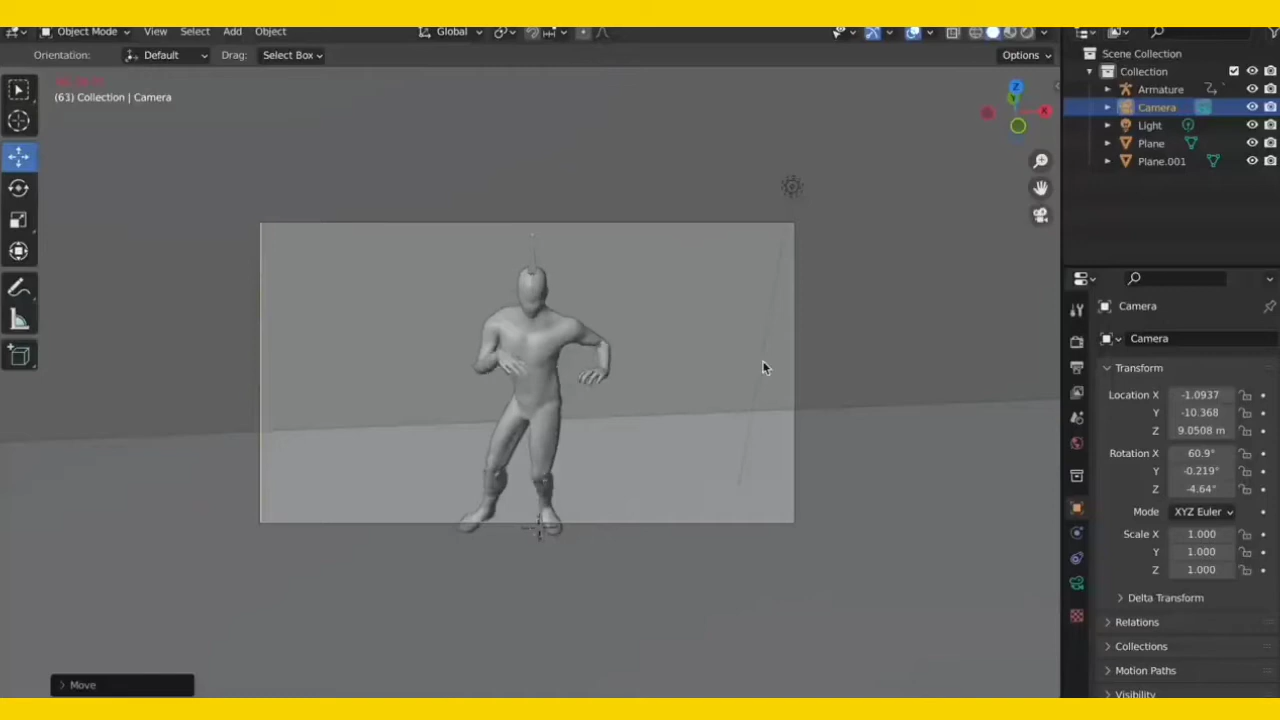 Object Mode View Select Add Object Global
Orientation: Default Drag: Select Box Options
(63) Collection | Camera
Z
Y
X
Move
Scene Collection
Collection
Armature
Camera
Light
Plane
Plane.001
Camera
Camera
Transform
Location X -1.0937
Y -10.368
Z 9.0508 m
Rotation X 60.9°
Y -0.219°
Z -4.64°
Mode XYZ Euler
Scale X 1.000
Y 1.000
Z 1.000
Delta Transform
Relations
Collections
Motion Paths
Visibility